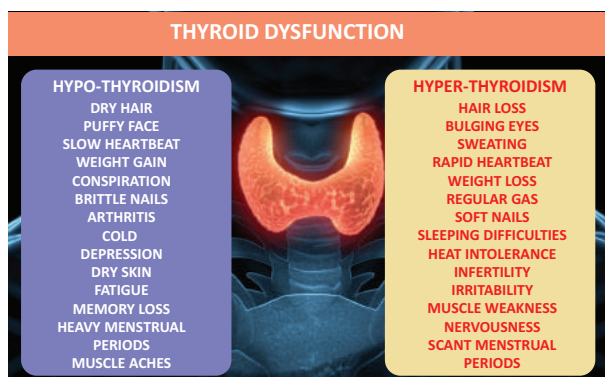 THYROID DYSFUNCTION
HYPO-THYROIDISM
DRY HAIR
PUFFY FACE
SLOW HEARTBEAT
WEIGHT GAIN
CONSPIRATION
BRITTLE NAILS
ARTHRITIS
COLD
DEPRESSION
DRY SKIN
FATIGUE
MEMORY LOSS
HEAVY MENSTRUAL
PERIODS
MUSCLE ACHES
HYPER-THYROIDISM
HAIR LOSS
BULGING EYES
SWEATING
RAPID HEARTBEAT
WEIGHT LOSS
REGULAR GAS
SOFT NAILS
SLEEPING DIFFICULTIES
HEAT INTOLERANCE
INFERTILITY
IRRITABILITY
MUSCLE WEAKNESS
NERVOUSNESS
SCANT MENSTRUAL
PERIODS